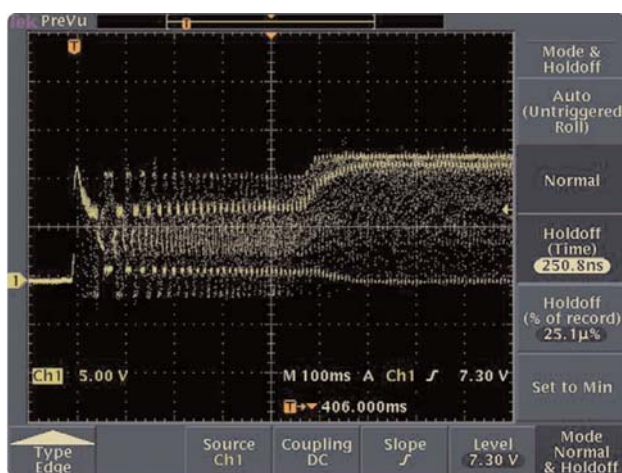 Tek PreVu
T
T
1
Ch1 5.00 V M 100ms A Ch1 7.30 V
T 406.000ms
Mode & Holdoff
Auto
(Untriggered
Roll)
Normal
Holdoff
(Time)
250.8ns
Holdoff
(% of record)
25.1µ%
Set to Min
Type
Edge
Source
Ch1
Coupling
DC
Slope
Level
7.30 V
Mode
Normal
& Holdoff